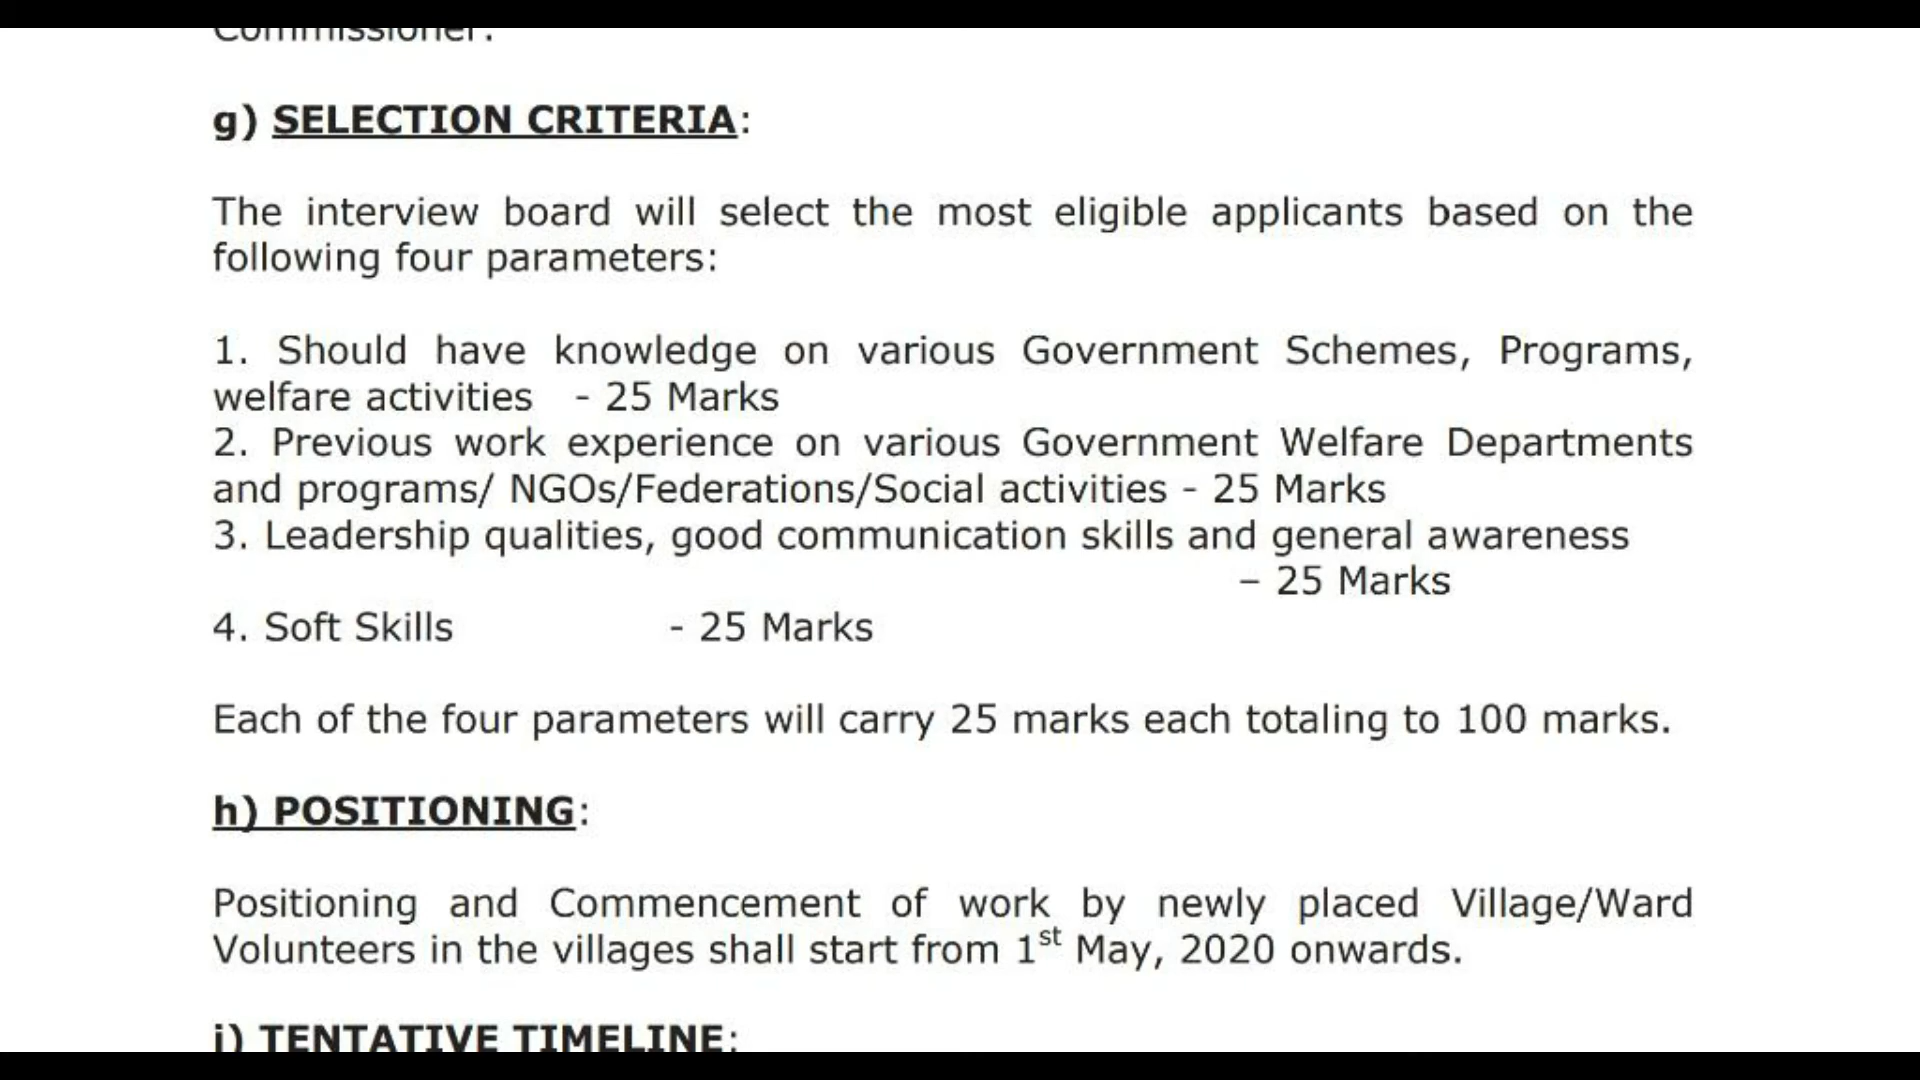 Commissioner.
g) SELECTION CRITERIA:
The interview board will select the most eligible applicants based on the
following four parameters:
1. Should have knowledge on various Government Schemes, Programs,
welfare activities - 25 Marks
2. Previous work experience on various Government Welfare Departments
and programs/ NGOs/Federations/Social activities - 25 Marks
3. Leadership qualities, good communication skills and general awareness
– 25 Marks
4. Soft Skills - 25 Marks
Each of the four parameters will carry 25 marks each totaling to 100 marks.
h) POSITIONING:
Positioning and Commencement of work by newly placed Village/Ward
Volunteers in the villages shall start from 1st May, 2020 onwards.
i) TENTATIVE TIMELINE: